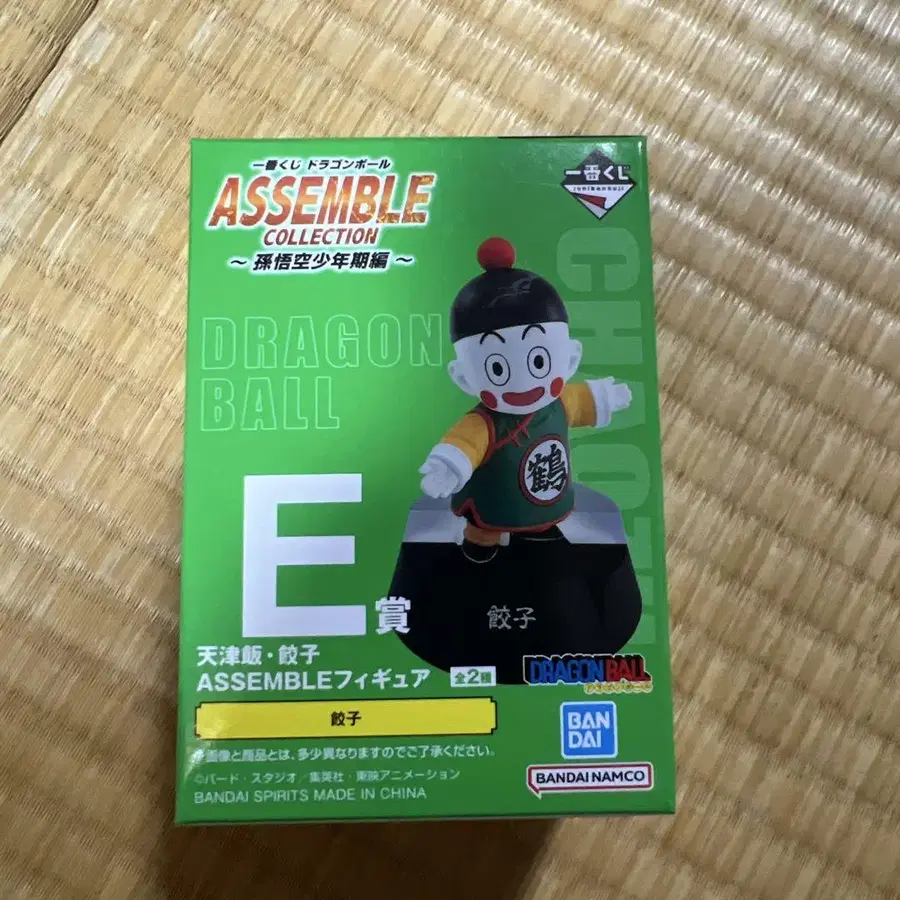 一番くじ ドラゴンボール
ASSEMBLE
COLLECTION
～ 孫悟空少年期編 ～
一番くじ
DRAGON
BALL
CHAOZU
鶴
餃子
E賞
天津飯・餃子
ASSEMBLEフィギュア 全2種
餃子
DRAGON BALL
BAN
DAI
BANDAI NAMCO
画像と商品とは、多少異なりますのでご了承ください。
©バード・スタジオ／集英社・東映アニメーション
BANDAI SPIRITS MADE IN CHINA